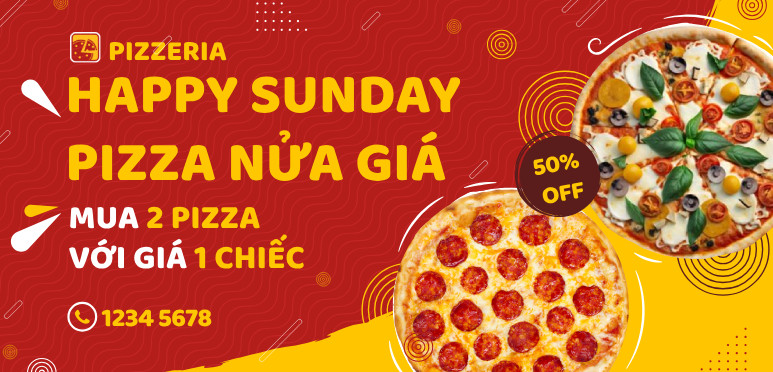 PIZZERIA
HAPPY SUNDAY
PIZZA NỬA GIÁ
MUA 2 PIZZA
VỚI GIÁ 1 CHIẾC
1234 5678
50%
OFF